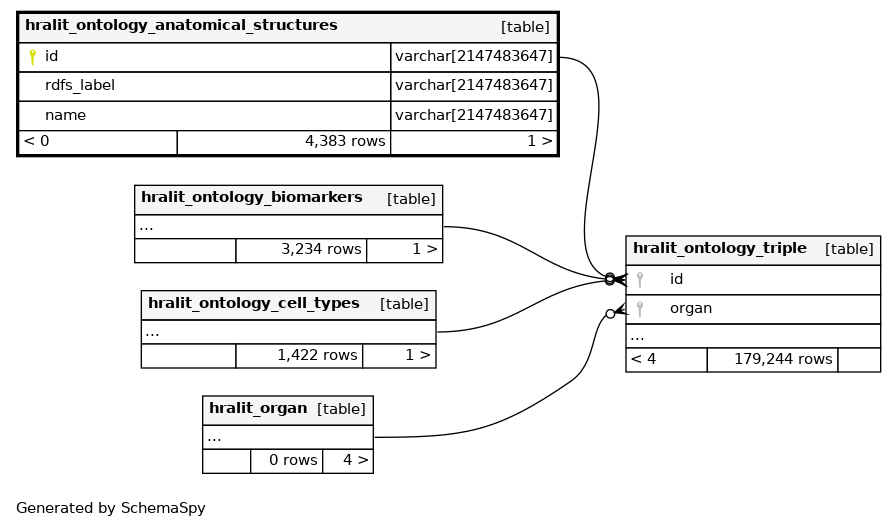 hralit_ontology_anatomical_structures [table]
id varchar[2147483647]
rdfs_label varchar[2147483647]
name varchar[2147483647]
< 0 4,383 rows 1 >
hralit_ontology_biomarkers [table]
...
3,234 rows 1 >
hralit_ontology_cell_types [table]
...
1,422 rows 1 >
hralit_organ [table]
...
0 rows 4 >
hralit_ontology_triple [table]
id
organ
...
< 4 179,244 rows
Generated by SchemaSpy